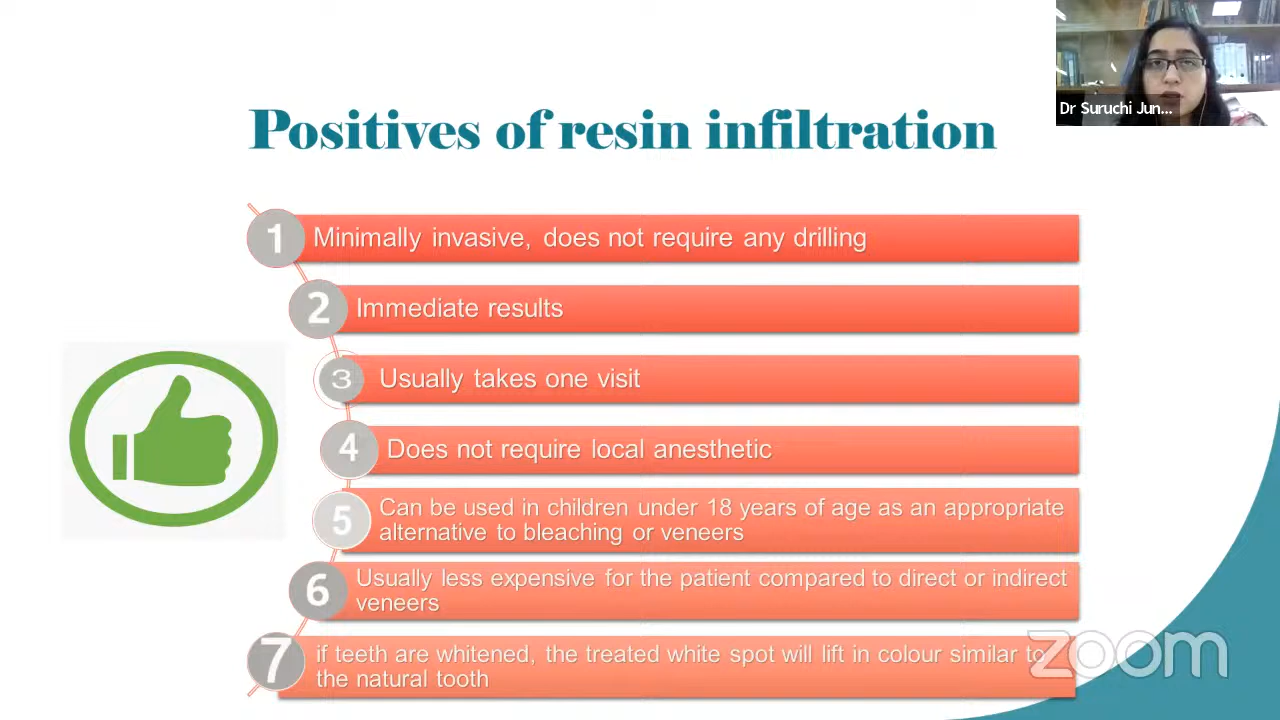 Dr Suruchi Jun...
Positives of resin infiltration
1 Minimally invasive, does not require any drilling
2 Immediate results
3 Usually takes one visit
4 Does not require local anesthetic
5 Can be used in children under 18 years of age as an appropriate
alternative to bleaching or veneers
6 Usually less expensive for the patient compared to direct or indirect
veneers
7 if teeth are whitened, the treated white spot will lift in colour similar to
the natural tooth
zoom